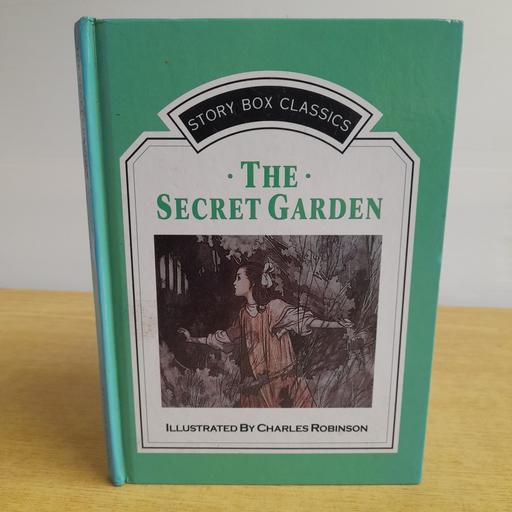 STORY BOX CLASSICS
· THE ·
SECRET GARDEN
ILLUSTRATED BY CHARLES ROBINSON